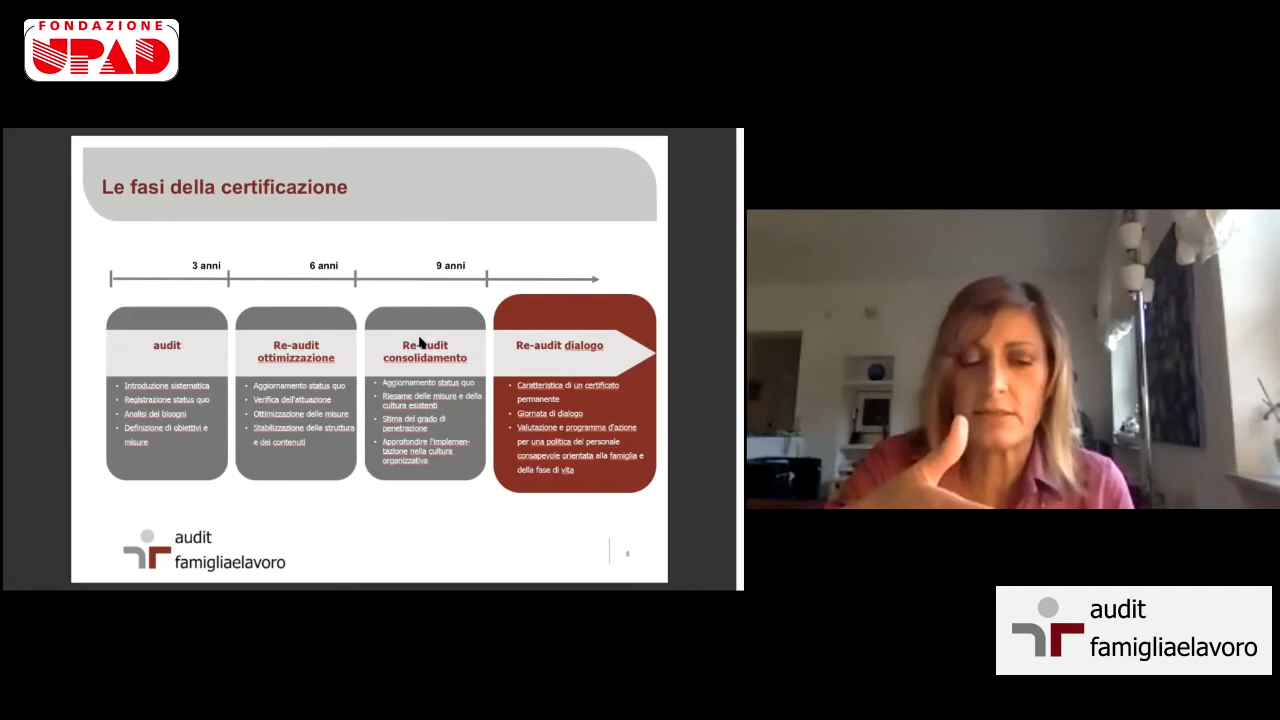 FONDAZIONE
UPAD
Le fasi della certificazione
3 anni
6 anni
9 anni
audit
Introduzione sistematica
Registrazione status quo
Analisi dei bisogni
Definizione di obiettivi e
misure
Re-audit
ottimizzazione
Aggiornamento status quo
Verifica dell'attuazione
Ottimizzazione delle misure
Stabilizzazione della struttura
e dei contenuti
Re-audit
consolidamento
Aggiornamento status quo
Riesame delle misure e della
cultura esistenti
Stima del grado di
penetrazione
Approfondire l'implemen-
tazione nella cultura
organizzativa
Re-audit dialogo
Caratteristica di un certificato
permanente
Giornata di dialogo
Valutazione e programma d'azione
per una politica del personale
consapevole orientata alla famiglia e
della fase di vita
audit
famigliaelavoro
8
audit
famigliaelavoro